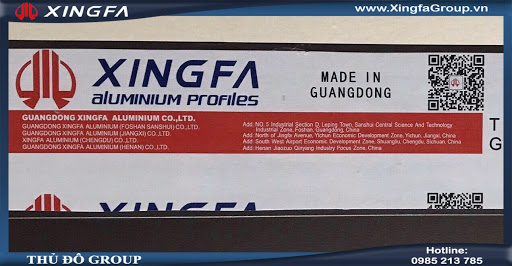 XINGFA
www.XingfaGroup.vn
XINGFA
aluminium profiles
MADE IN
GUANGDONG
GUANGDONG XINGFA ALUMINIUM CO.,LTD.
GUANGDONG XINGFA ALUMINIUM (FOSHAN SANSHUI) CO.,LTD.
GUANGDONG XINGFA ALUMINIUM (JIANGXI) CO.,LTD.
XINGFA ALUMINIUM (CHENGDU) CO.,LTD.
GUANGDONG XINGFA ALUMINIUM (HENAN) CO.,LTD.
Add: NO. 5 Industrial Section D, Leping Town, Sanshui Central Science And Technology
Industrial Zone, Foshan, Guangdong, China
Add: North of Jingfa Avenue, Yichun Economic Development Zone, Yichun, Jiangxi, China
Add: South West Airport Economic Development Zone, Shuangliu, Chengdu, Sichuan, China
Add: Henan Jiaozuo Qinyang Industry Focus Zone, China
T
G
THỦ ĐÔ GROUP
Hotline:
0985 213 785